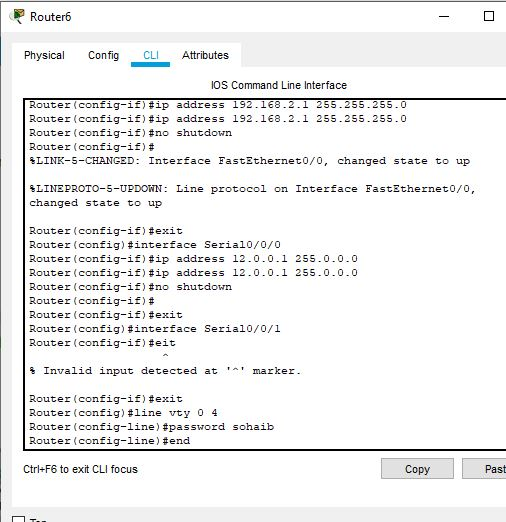 Router6
Physical Config CLI Attributes
IOS Command Line Interface
Router(config-if)#ip address 192.168.2.1 255.255.255.0
Router(config-if)#ip address 192.168.2.1 255.255.255.0
Router(config-if)#no shutdown
Router(config-if)#
%LINK-5-CHANGED: Interface FastEthernet0/0, changed state to up
%LINEPROTO-5-UPDOWN: Line protocol on Interface FastEthernet0/0,
changed state to up
Router(config-if)#exit
Router(config)#interface Serial0/0/0
Router(config-if)#ip address 12.0.0.1 255.0.0.0
Router(config-if)#ip address 12.0.0.1 255.0.0.0
Router(config-if)#no shutdown
Router(config-if)#
Router(config-if)#exit
Router(config)#interface Serial0/0/1
Router(config-if)#eit
^
% Invalid input detected at '^' marker.
Router(config-if)#exit
Router(config)#line vty 0 4
Router(config-line)#password sohaib
Router(config-line)#end
Ctrl+F6 to exit CLI focus
Copy Past